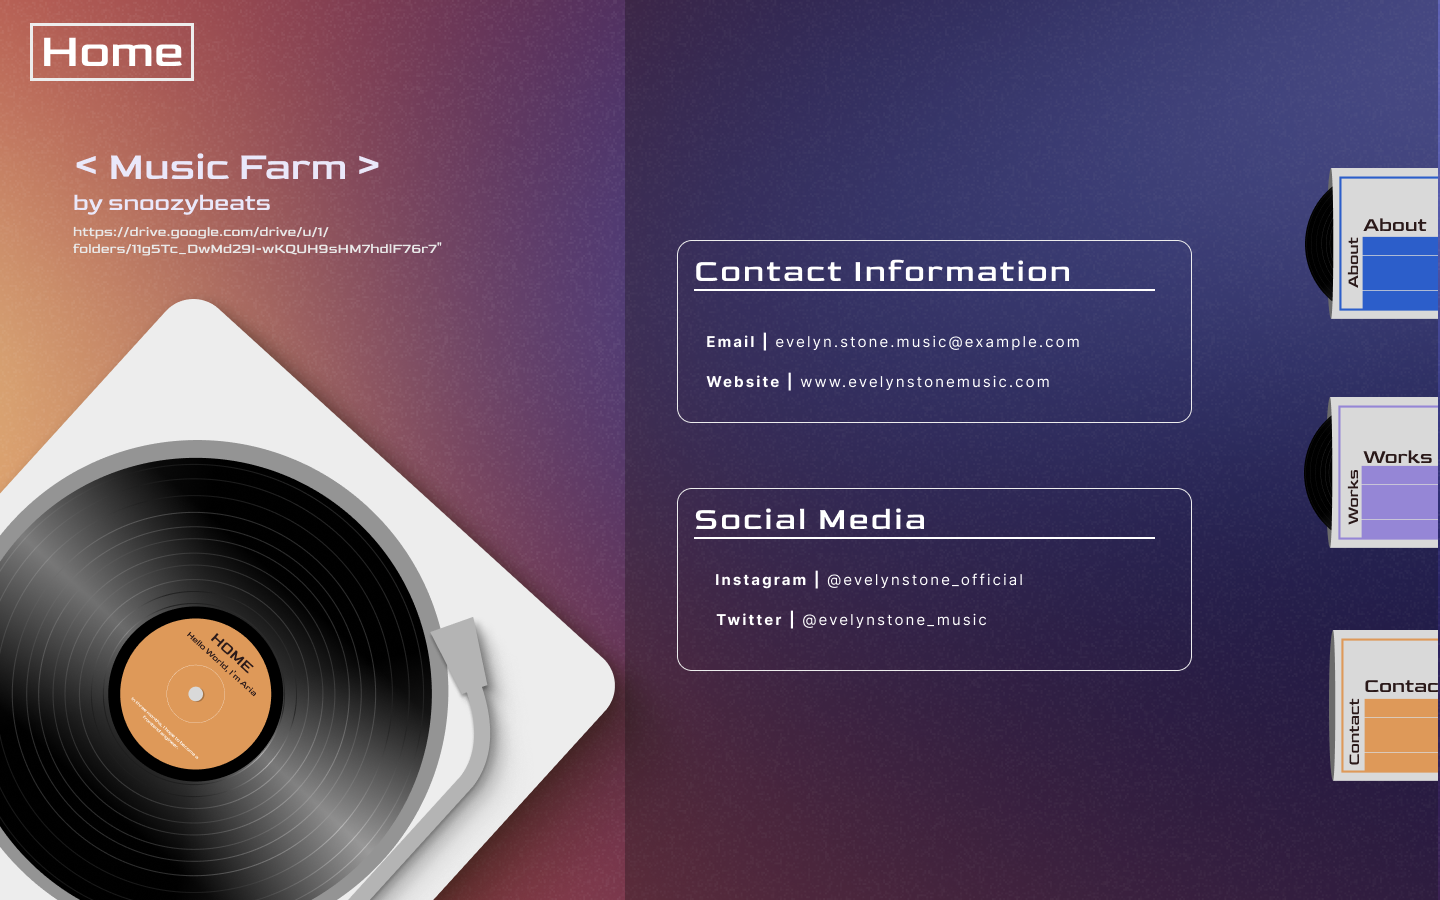 Home
< Music Farm >
by snoozybeats
https://drive.google.com/drive/u/1/
folders/11g5Tc_DwMd29I-wKQUH9sHM7hdlF76r7"
Contact Information
Email | evelyn.stone.music@example.com
Website | www.evelynstonemusic.com
Social Media
Instagram | @evelynstone_official
Twitter | @evelynstone_music
About
About
Works
Works
Contac
Contact
HOME
Hello World, I'm Aria